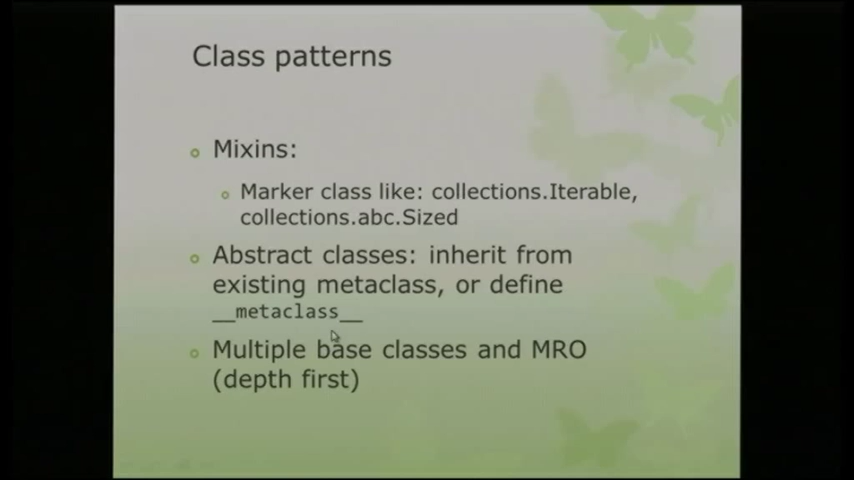 Class patterns
Mixins:
Marker class like: collections.Iterable,
collections.abc.Sized
Abstract classes: inherit from
existing metaclass, or define
__metaclass__
Multiple base classes and MRO
(depth first)